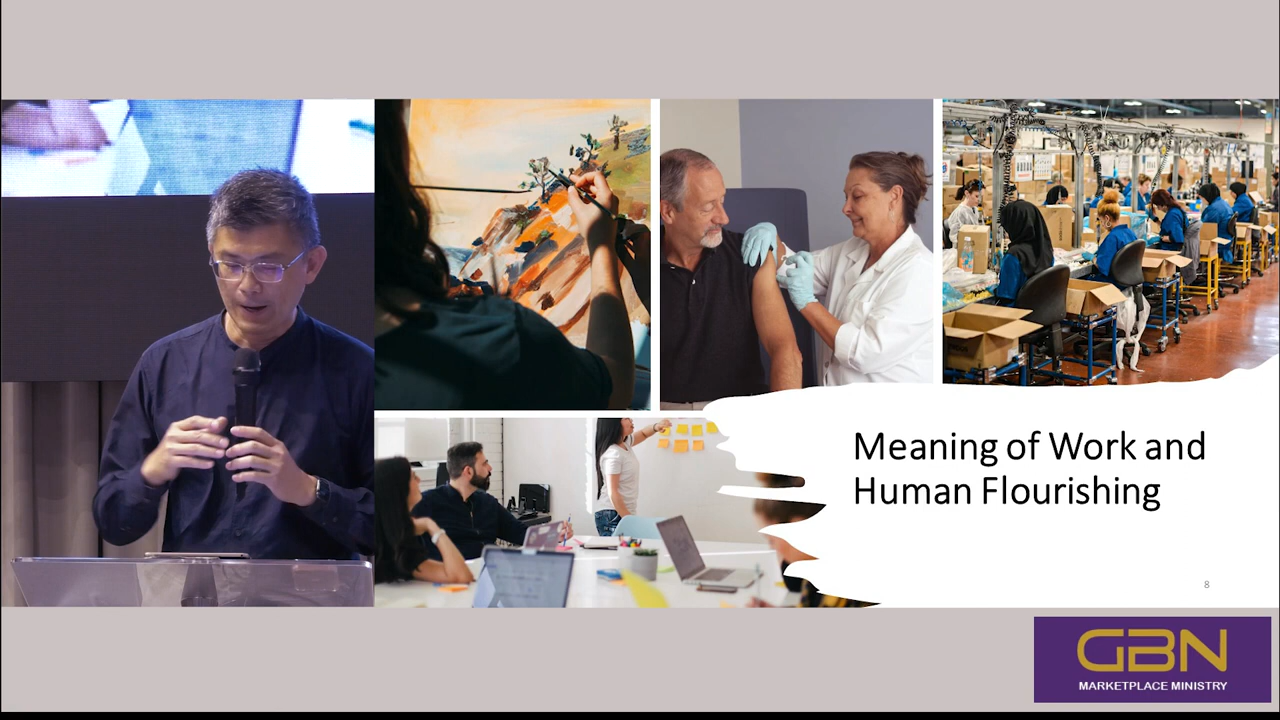 Meaning of Work and
Human Flourishing
8
GBN
MARKETPLACE MINISTRY